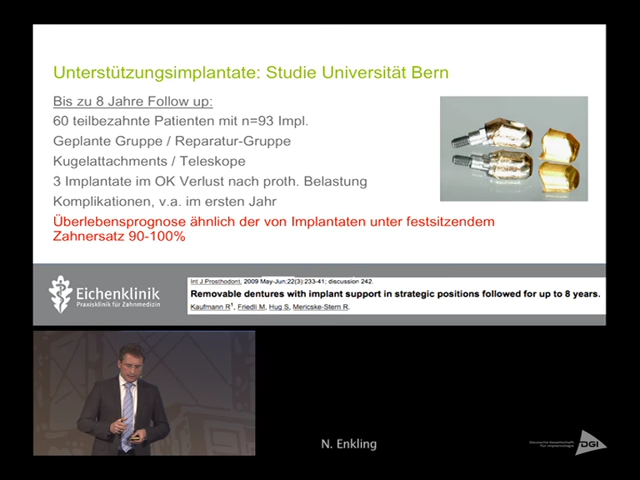 Unterstützungsimplantate: Studie Universität Bern
Bis zu 8 Jahre Follow up:
60 teilbezahnte Patienten mit n=93 Impl.
Geplante Gruppe / Reparatur-Gruppe
Kugelattachments / Teleskope
3 Implantate im OK Verlust nach proth. Belastung
Komplikationen, v.a. im ersten Jahr
Überlebensprognose ähnlich der von Implantaten unter festsitzendem
Zahnersatz 90-100%
Eichenklinik
Praxisklinik für Zahnmedizin
Int J Prosthodont. 2009 May-Jun;22(3):233-41; discussion 242.
Removable dentures with implant support in strategic positions followed for up to 8 years.
Kaufmann R1, Friedli M, Hug S, Mericske-Stern R.
N. Enkling
Deutsche Gesellschaft
für Implantologie
DGI